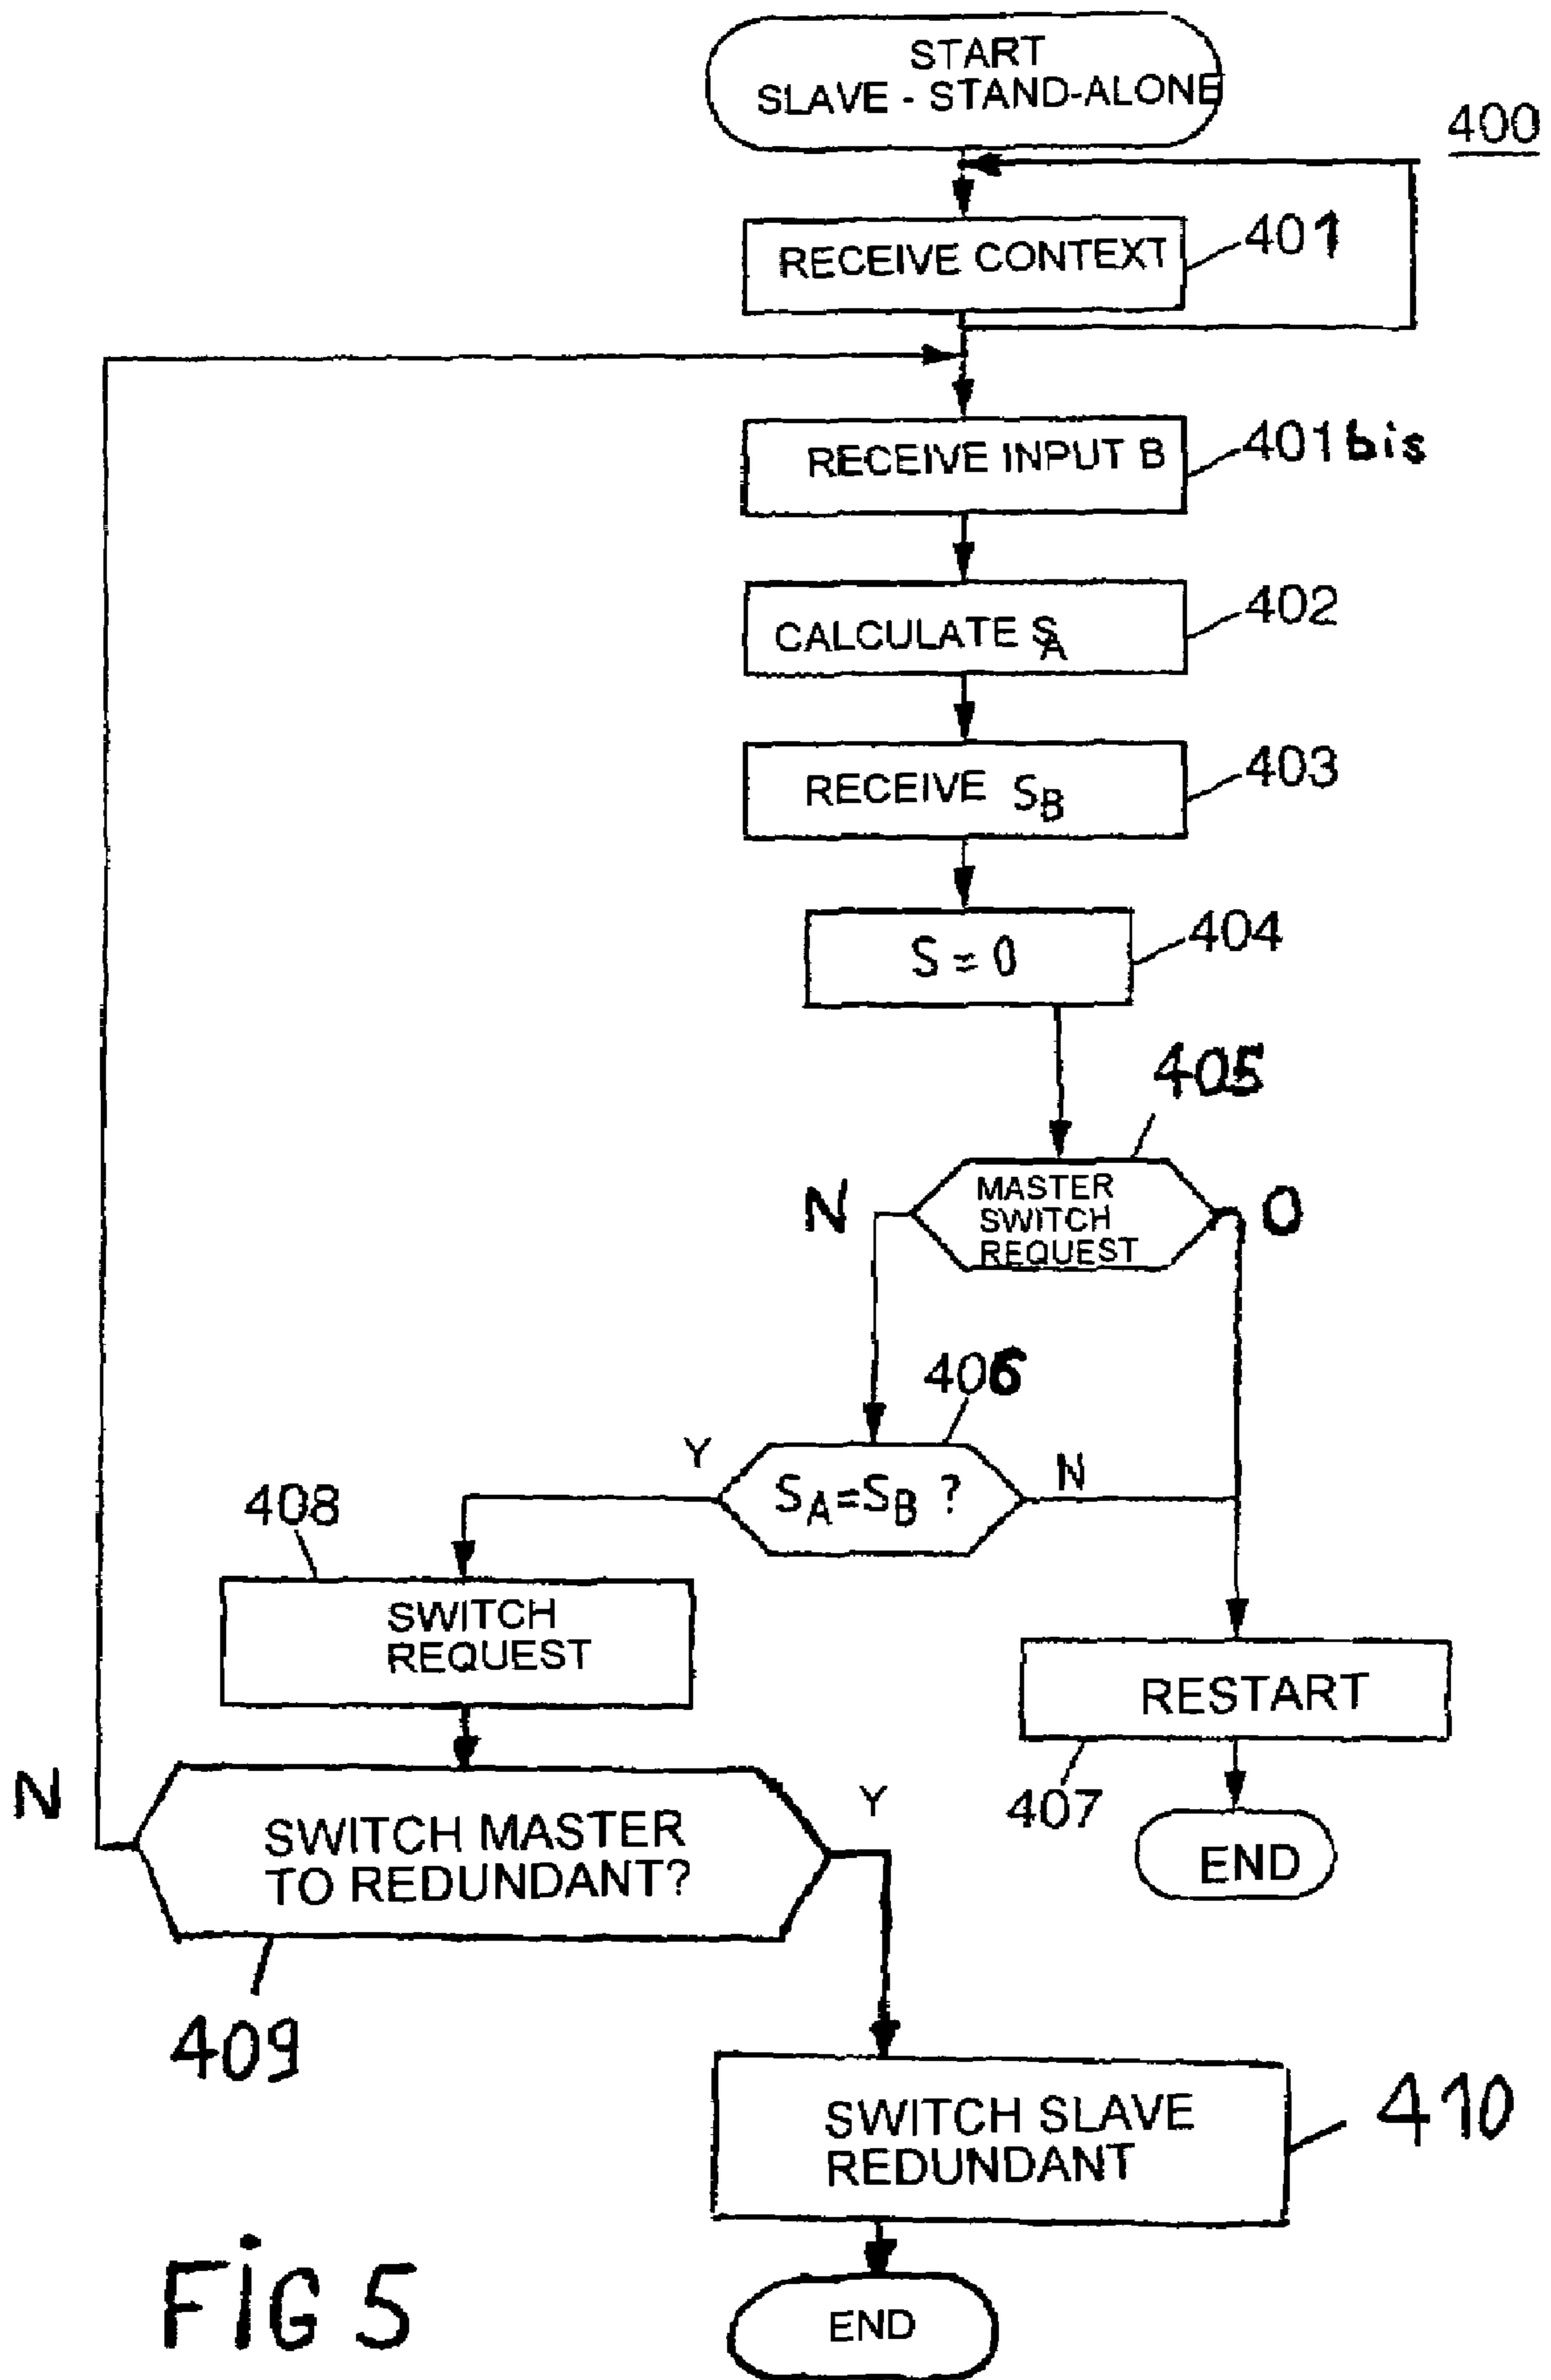 START
SLAVE - STAND-ALONE
400
RECEIVE CONTEXT
401
RECEIVE INPUT B
401bis
CALCULATE SA
402
RECEIVE SB
403
S = 0
404
405
MASTER
SWITCH
REQUEST
N
O
406
SA=SB ?
Y
N
408
SWITCH
REQUEST
RESTART
407
END
SWITCH MASTER
TO REDUNDANT?
N
Y
409
SWITCH SLAVE
REDUNDANT
410
END
FIG 5